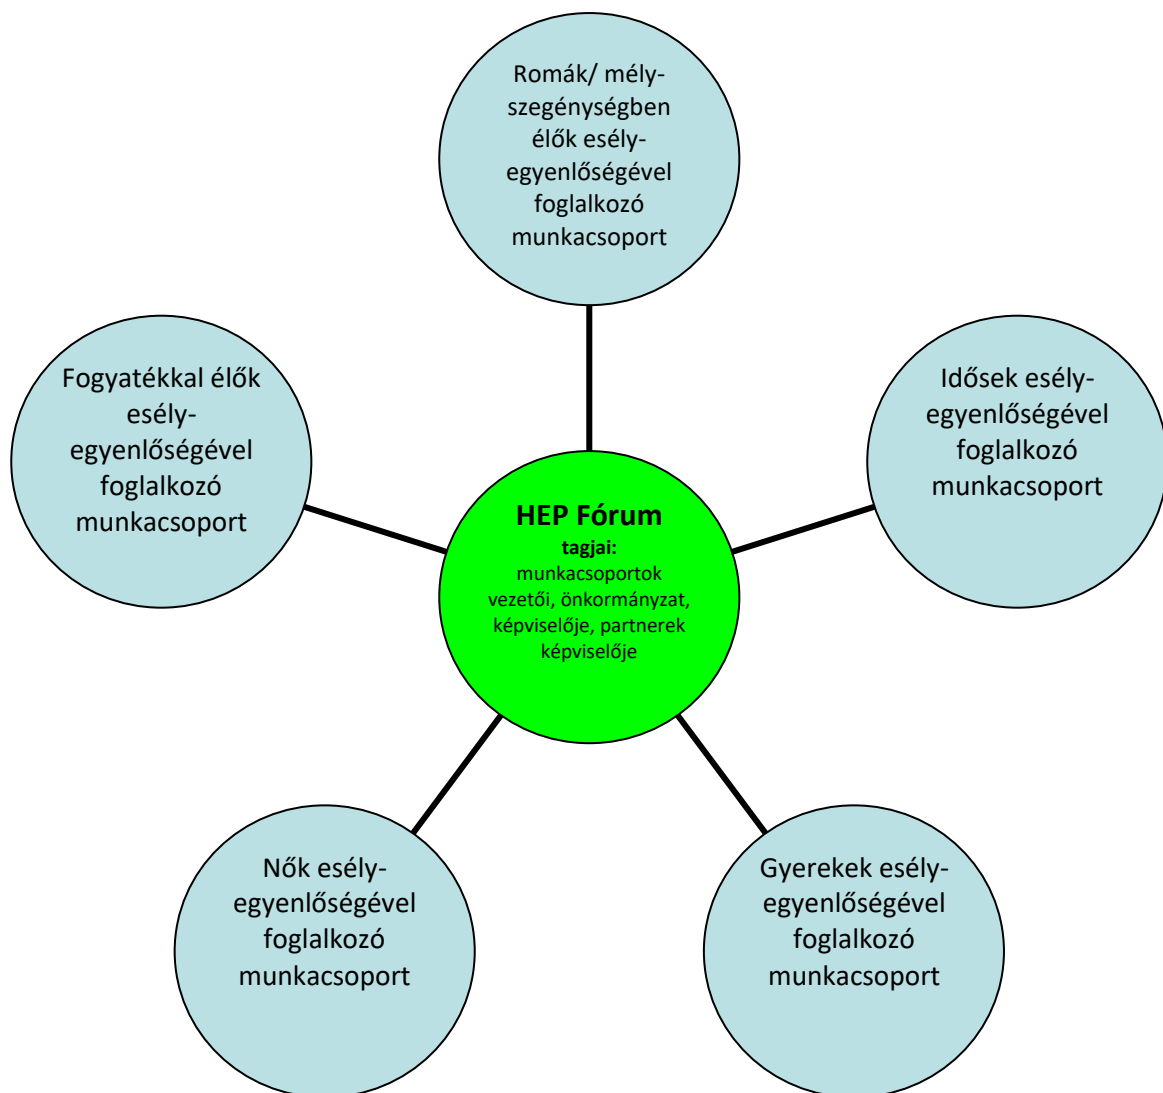 Romák/ mély-
szegénységben
élők esély-
egyenlőségével
foglalkozó
munkacsoport
Fogyatékkal élők
esély-
egyenlőségével
foglalkozó
munkacsoport
Idősek esély-
egyenlőségével
foglalkozó
munkacsoport
HEP Fórum
tagjai:
munkacsoportok
vezetői, önkormányzat,
képviselője, partnerek
képviselője
Nők esély-
egyenlőségével
foglalkozó
munkacsoport
Gyerekek esély-
egyenlőségével
foglalkozó
munkacsoport